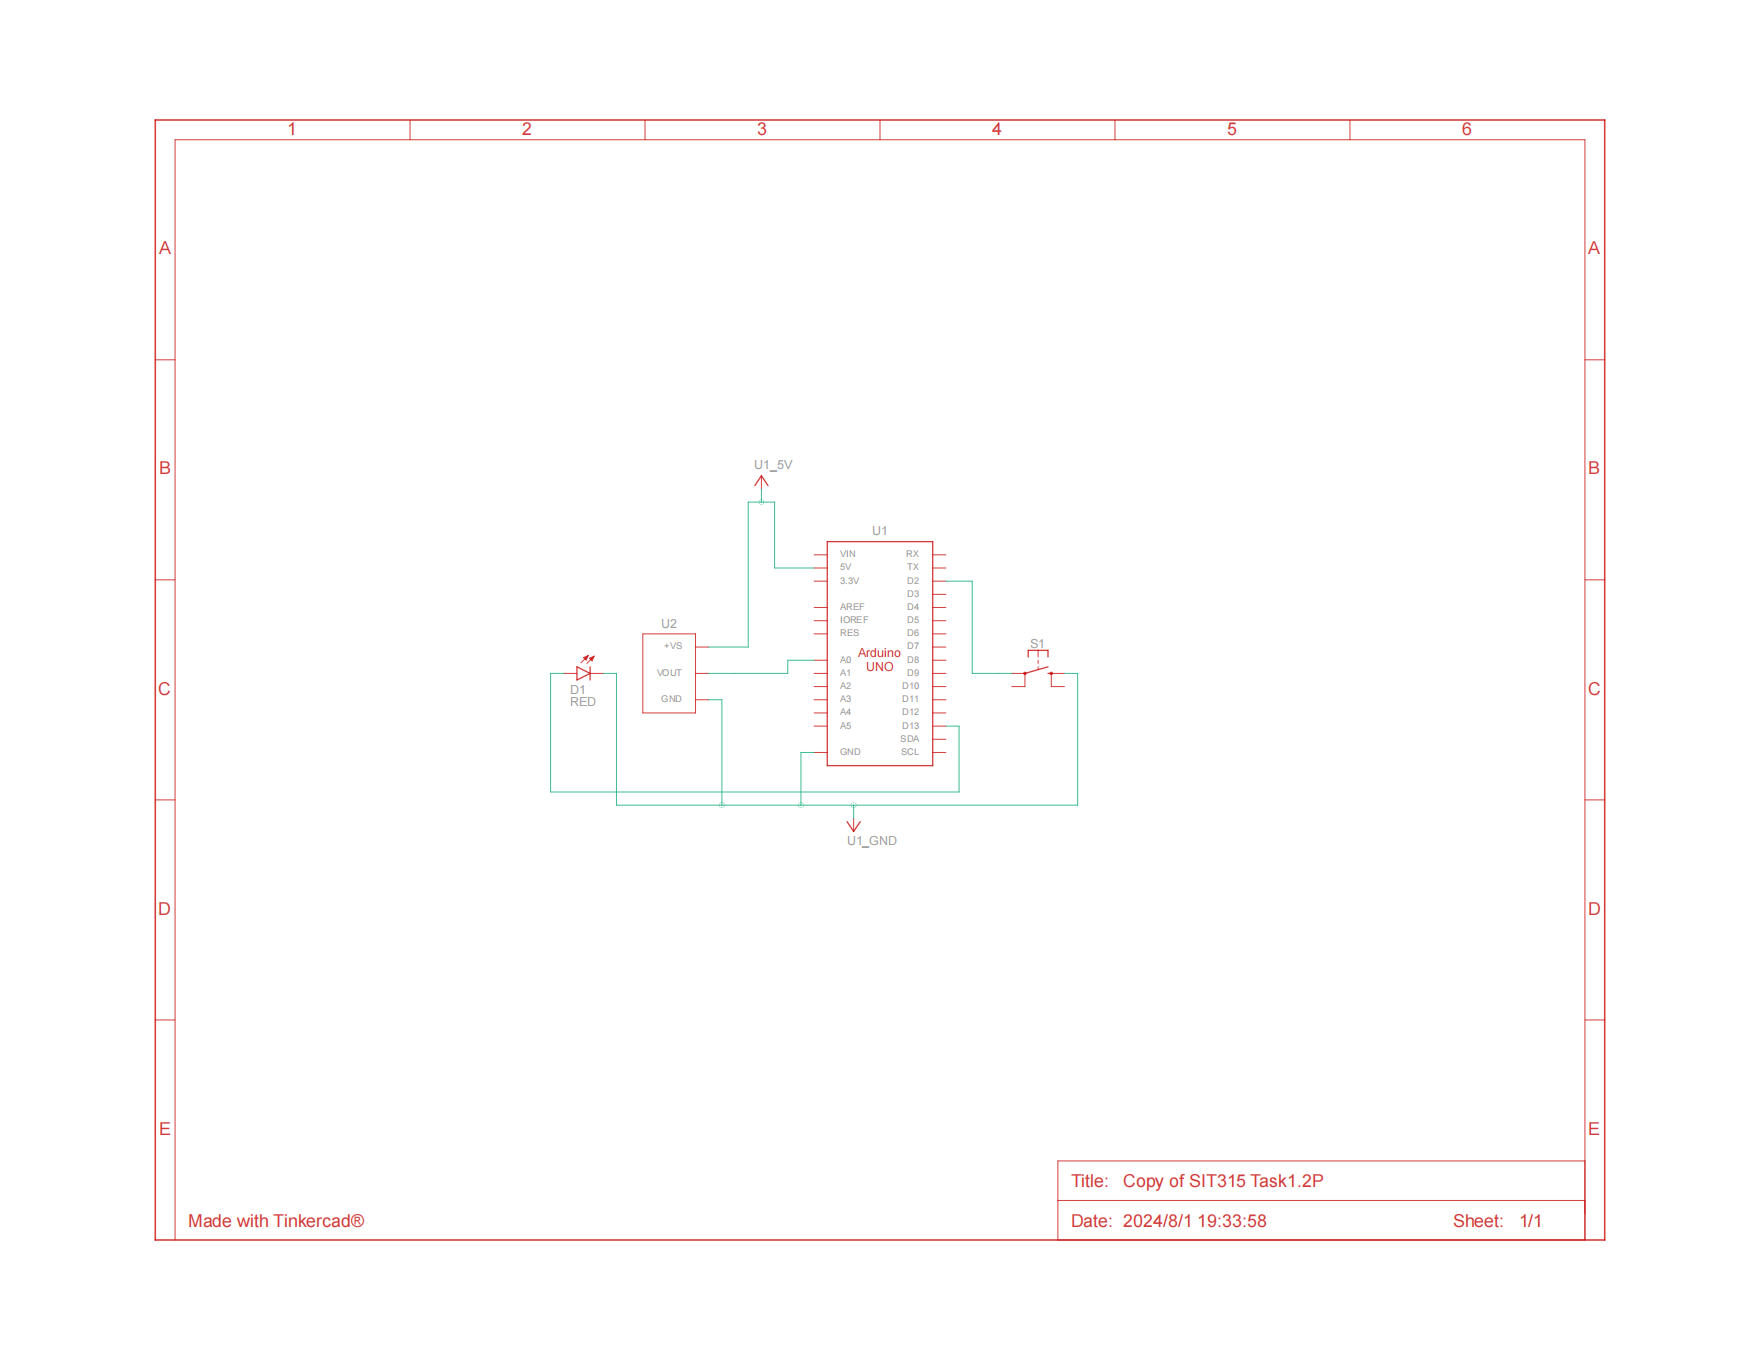 1 2 3 4 5 6
A A
B B
U1_5V
U1
VIN RX
5V TX
3.3V D2
D3
AREF D4
IOREF D5
RES D6
D7
A0 D8
A1 D9
A2 D10
A3 D11
A4 D12
A5 D13
SDA
GND SCL
Arduino
UNO
U2
+VS
VOUT
GND
S1
D1
RED
C C
U1_GND
D D
E E
Title: Copy of SIT315 Task1.2P
Made with Tinkercad®
Date: 2024/8/1 19:33:58 Sheet: 1/1